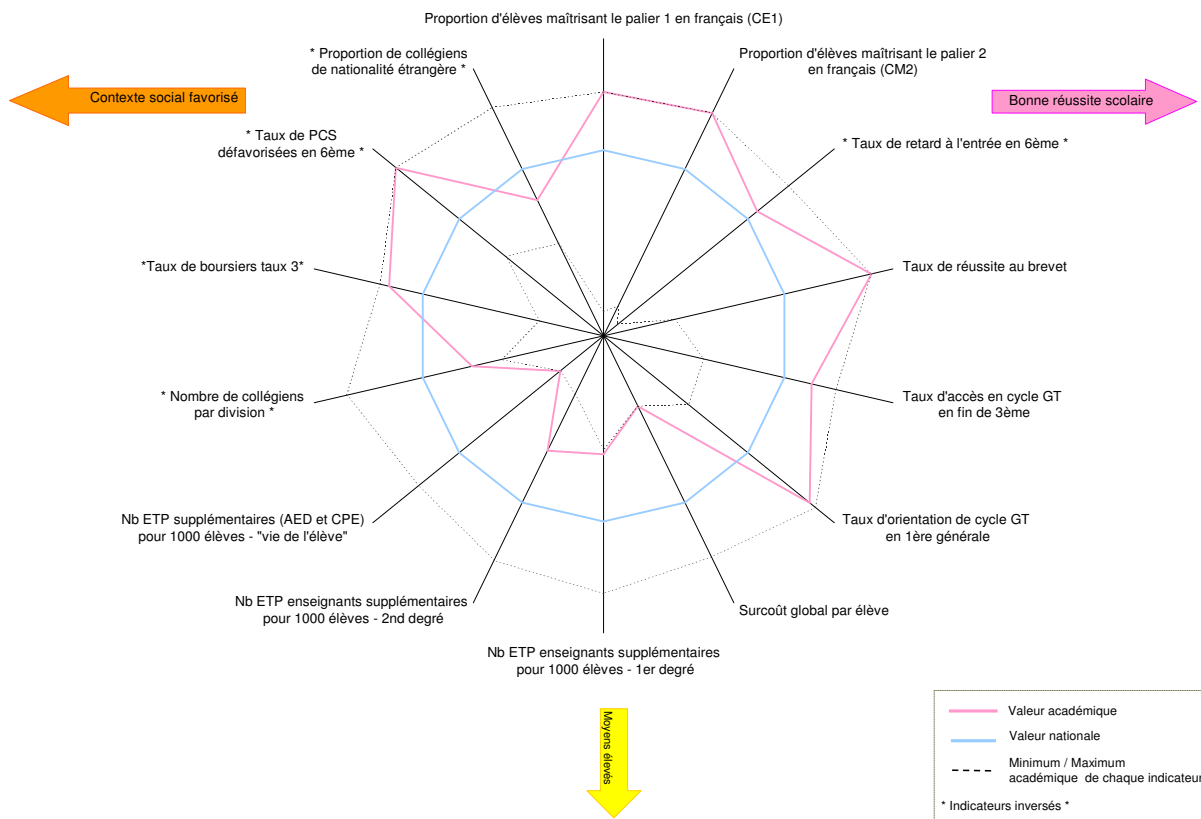 Proportion d'élèves maîtrisant le palier 1 en français (CE1)
* Proportion de collégiens
de nationalité étrangère *
Proportion d'élèves maîtrisant le palier 2
en français (CM2)
Contexte social favorisé
Bonne réussite scolaire
* Taux de PCS
défavorisées en 6ème *
* Taux de retard à l'entrée en 6ème *
*Taux de boursiers taux 3*
Taux de réussite au brevet
* Nombre de collégiens
par division *
Taux d'accès en cycle GT
en fin de 3ème
Nb ETP supplémentaires (AED et CPE)
pour 1000 élèves - "vie de l'élève"
Taux d'orientation de cycle GT
en 1ère générale
Nb ETP enseignants supplémentaires
pour 1000 élèves - 2nd degré
Surcoût global par élève
Nb ETP enseignants supplémentaires
pour 1000 élèves - 1er degré
Moyens élevés
Valeur académique
Valeur nationale
Minimum / Maximum
académique de chaque indicateur
* Indicateurs inversés *